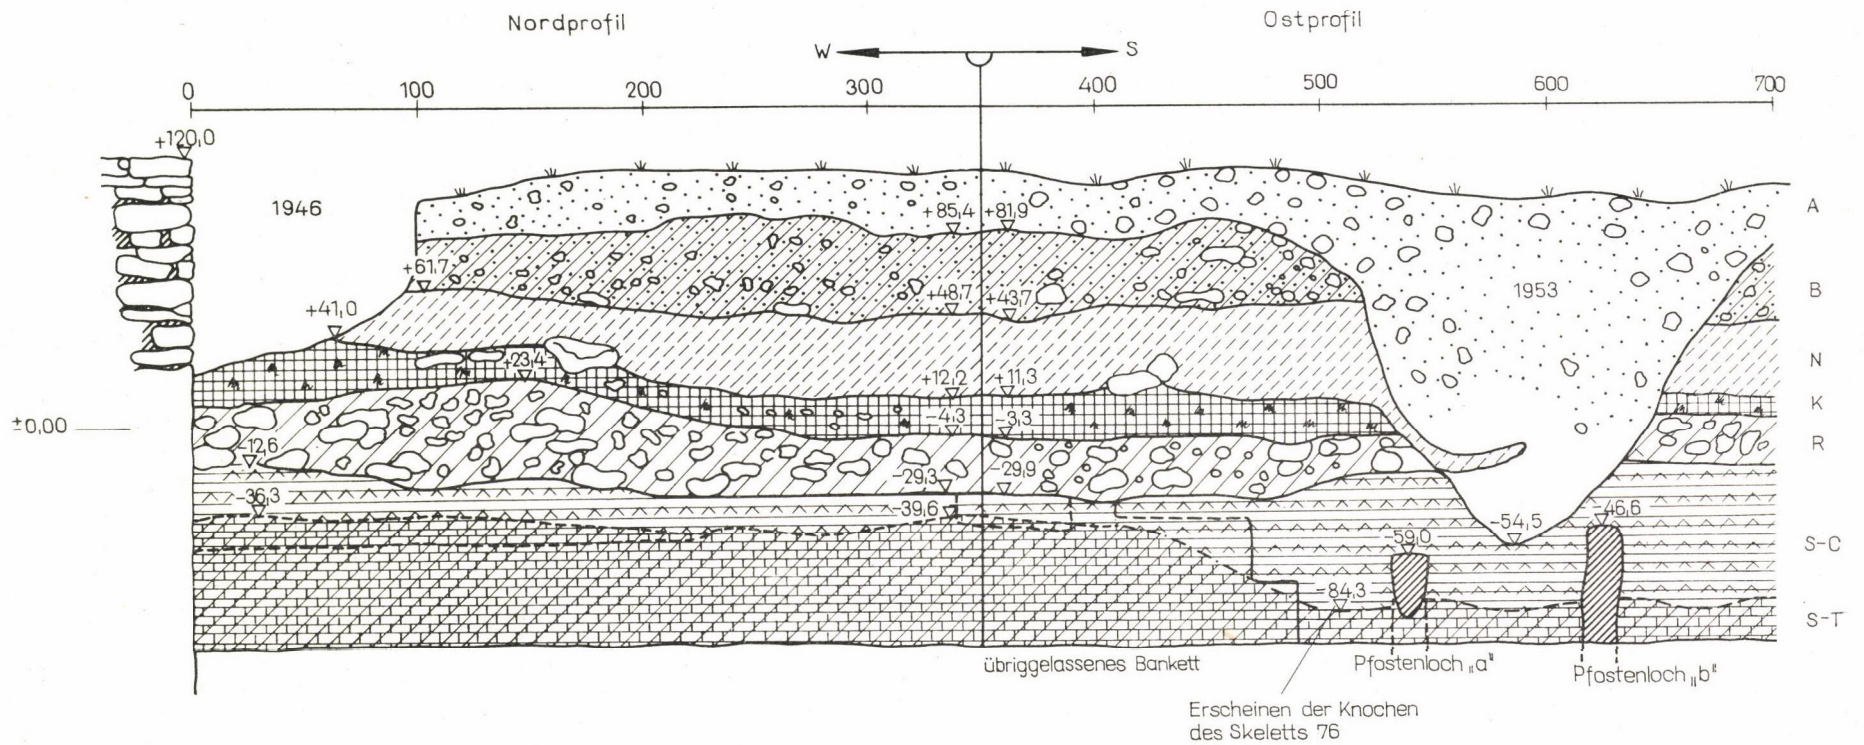 Nordprofil
Ostprofil
W S
0 100 200 300 400 500 600 700
+120,0
1946
A
+85,4 +81,9
+61,7
B
1953
+48,7 +43,7
+41,0
N
+23,4
+12,2 +11,3
K
-4,3 -3,3
±0,00
R
-12,6
-29,3 -29,9
-36,3
-39,6
-46,6
-54,5
-59,0
S-C
-84,3
S-T
übriggelassenes Bankett
Pfostenloch „a"
Pfostenloch „b"
Erscheinen der Knochen
des Skeletts 76